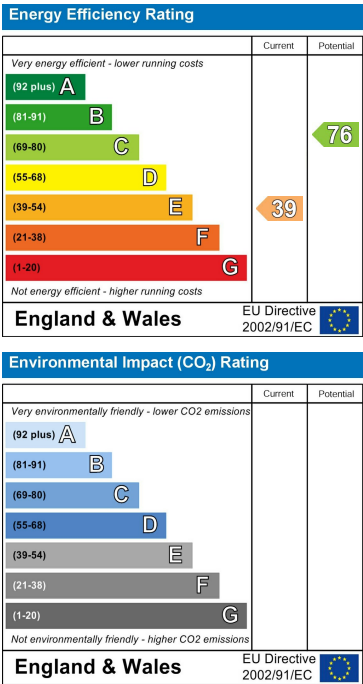 Energy Efficiency Rating
Current Potential
Very energy efficient - lower running costs
(92 plus) A
(81-91) B
(69-80) C
(55-68) D
(39-54) E
(21-38) F
(1-20) G
39
76
Not energy efficient - higher running costs
England & Wales
EU Directive
2002/91/EC
Environmental Impact (CO₂) Rating
Current Potential
Very environmentally friendly - lower CO2 emissions
(92 plus) A
(81-91) B
(69-80) C
(55-68) D
(39-54) E
(21-38) F
(1-20) G
Not environmentally friendly - higher CO2 emissions
England & Wales
EU Directive
2002/91/EC